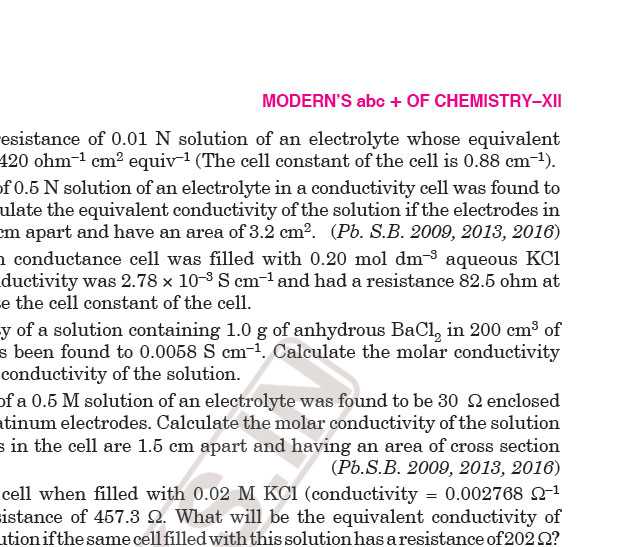 MODERN'S abc + OF CHEMISTRY–XII
resistance of 0.01 N solution of an electrolyte whose equivalent
420 ohm⁻¹ cm² equiv⁻¹ (The cell constant of the cell is 0.88 cm⁻¹).
of 0.5 N solution of an electrolyte in a conductivity cell was found to
ulate the equivalent conductivity of the solution if the electrodes in
cm apart and have an area of 3.2 cm². (Pb. S.B. 2009, 2013, 2016)
n conductance cell was filled with 0.20 mol dm⁻³ aqueous KCl
ductivity was 2.78 × 10⁻³ S cm⁻¹ and had a resistance 82.5 ohm at
te the cell constant of the cell.
ty of a solution containing 1.0 g of anhydrous BaCl₂ in 200 cm³ of
s been found to 0.0058 S cm⁻¹. Calculate the molar conductivity
conductivity of the solution.
of a 0.5 M solution of an electrolyte was found to be 30 Ω enclosed
atinum electrodes. Calculate the molar conductivity of the solution
s in the cell are 1.5 cm apart and having an area of cross section
(Pb.S.B. 2009, 2013, 2016)
cell when filled with 0.02 M KCl (conductivity = 0.002768 Ω⁻¹
sistance of 457.3 Ω. What will be the equivalent conductivity of
ution if the same cell filled with this solution has a resistance of 202 Ω?
S.IN